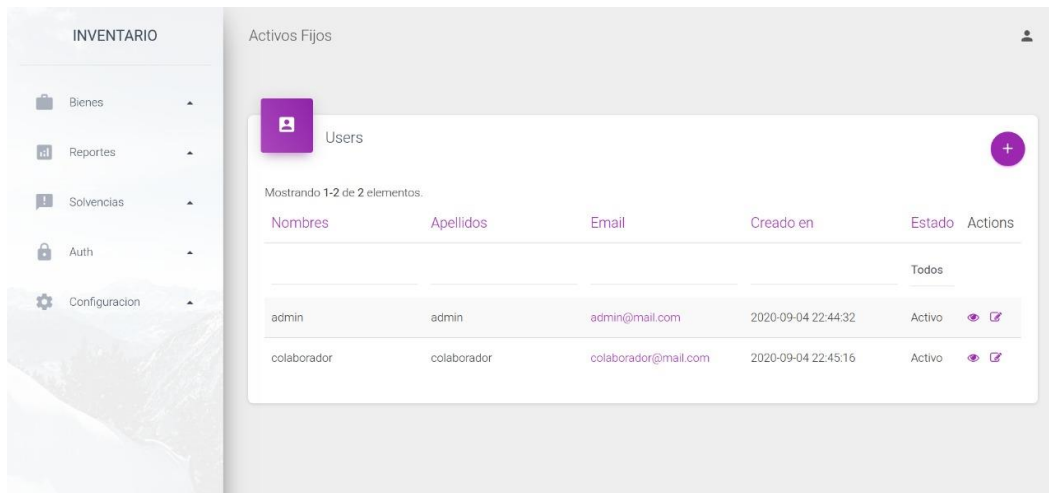 INVENTARIO
Bienes
Reportes
Solvencias
Auth
Configuracion
Activos Fijos
Users
Mostrando 1-2 de 2 elementos.
Nombres Apellidos Email Creado en Estado Actions
Todos
admin admin admin@mail.com 2020-09-04 22:44:32 Activo
colaborador colaborador colaborador@mail.com 2020-09-04 22:45:16 Activo